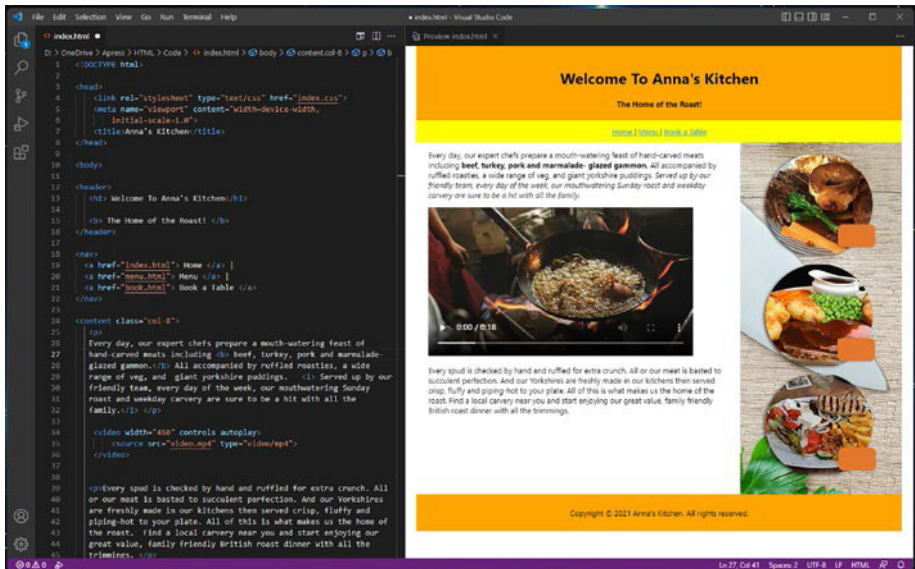 File Edit Selection View Go Run Terminal Help
● index.html - Visual Studio Code
index.html ●
Preview index.html ×
D: > OneDrive > Apress > HTML > Code > index.html > body > content.col-8 > p > b
1 <!DOCTYPE html>
2
3 <head>
4 <link rel="stylesheet" type="text/css" href="index.css">
5 <meta name="viewport" content="width=device-width,
6 initial-scale=1.0">
7 <title>Anna's Kitchen</title>
8 </head>
9
10 <body>
11
12 <header>
13 <h1> Welcome To Anna's Kitchen</h1>
14
15 <b> The Home of the Roast! </b>
16 </header>
17
18 <nav>
19 <a href="index.html"> Home </a> |
20 <a href="menu.html"> Menu </a> |
21 <a href="book.html"> Book a Table </a>
22 </nav>
23
24 <content class="col-8">
25 <p>
26 Every day, our expert chefs prepare a mouth-watering feast of
27 hand-carved meats including <b> beef, turkey, pork and marmalade-
28 glazed gammon.</b> All accompanied by ruffled roasties, a wide
29 range of veg, and giant yorkshire puddings. <i> Served up by our
30 friendly team, every day of the week, our mouthwatering Sunday
31 roast and weekday carvery are sure to be a hit with all the
32 family.</i> </p>
33
34 <video width="450" controls autoplay>
35 <source src="video.mp4" type="video/mp4">
36 </video>
37
38
39 <p>Every spud is checked by hand and ruffled for extra crunch. All
40 or our meat is basted to succulent perfection. And our Yorkshires
41 are freshly made in our kitchens then served crisp, fluffy and
42 piping-hot to your plate. All of this is what makes us the home of
43 the roast. Find a local carvery near you and start enjoying our
44 great value, family friendly British roast dinner with all the
45 trimmings. </p>
Welcome To Anna's Kitchen
The Home of the Roast!
Home | Menu | Book a Table
Every day, our expert chefs prepare a mouth-watering feast of hand-carved meats
including beef, turkey, pork and marmalade- glazed gammon. All accompanied by
ruffled roasties, a wide range of veg, and giant yorkshire puddings. Served up by our
friendly team, every day of the week, our mouthwatering Sunday roast and weekday
carvery are sure to be a hit with all the family.
0:00 / 0:18
Every spud is checked by hand and ruffled for extra crunch. All or our meat is basted to
succulent perfection. And our Yorkshires are freshly made in our kitchens then served
crisp, fluffy and piping-hot to your plate. All of this is what makes us the home of the
roast. Find a local carvery near you and start enjoying our great value, family friendly
British roast dinner with all the trimmings.
Copyright © 2021 Anna's Kitchen. All rights reserved.
0 0 Ln 27, Col 41 Spaces: 2 UTF-8 LF HTML